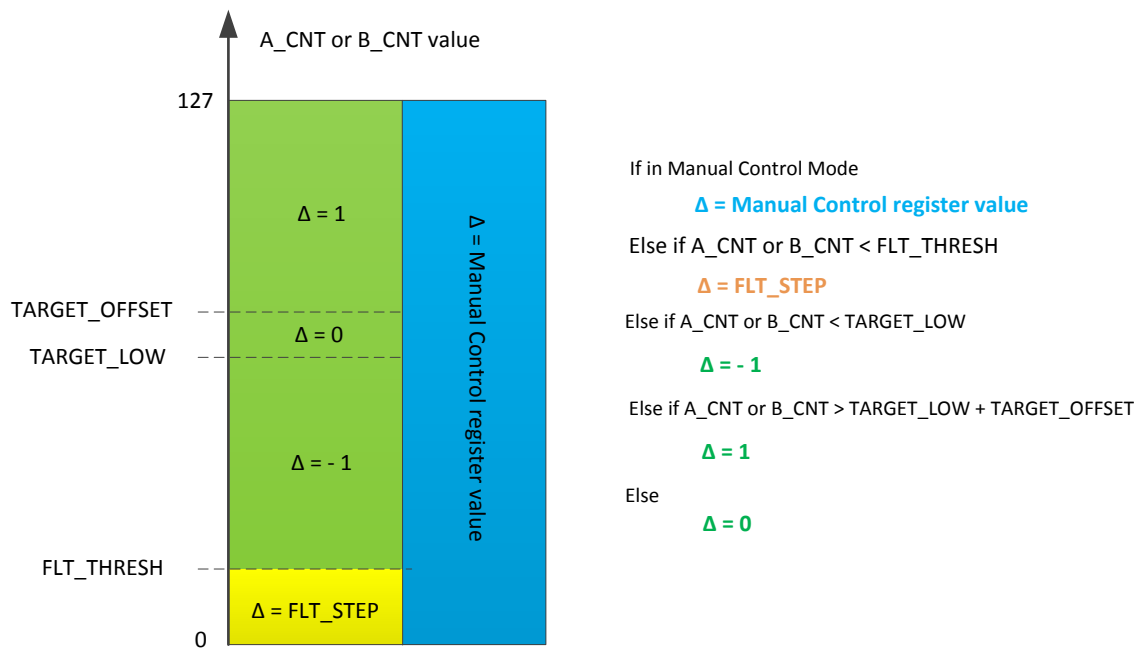 A_CNT or B_CNT value
127
Δ = 1
TARGET_OFFSET
Δ = 0
TARGET_LOW
Δ = - 1
FLT_THRESH
Δ = FLT_STEP
0
Δ = Manual Control register value
If in Manual Control Mode
Δ = Manual Control register value
Else if A_CNT or B_CNT < FLT_THRESH
Δ = FLT_STEP
Else if A_CNT or B_CNT < TARGET_LOW
Δ = - 1
Else if A_CNT or B_CNT > TARGET_LOW + TARGET_OFFSET
Δ = 1
Else
Δ = 0